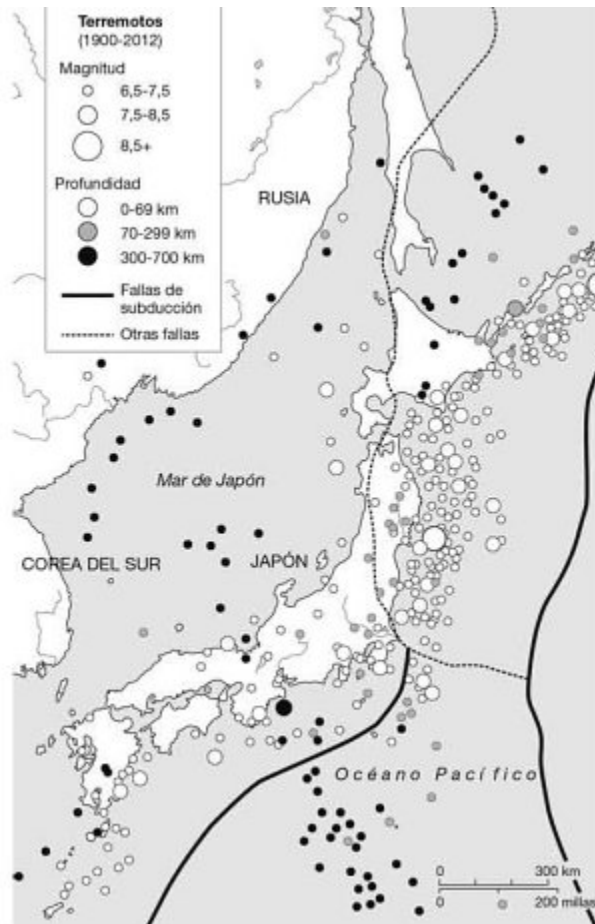 Terremotos
(1900-2012)
Magnitud
6,5-7,5
7,5-8,5
8,5+
Profundidad
0-69 km
70-299 km
300-700 km
Fallas de
subducción
Otras fallas
RUSIA
Mar de Japón
COREA DEL SUR
JAPÓN
Océano Pacífico
0 300 km
0 200 millas